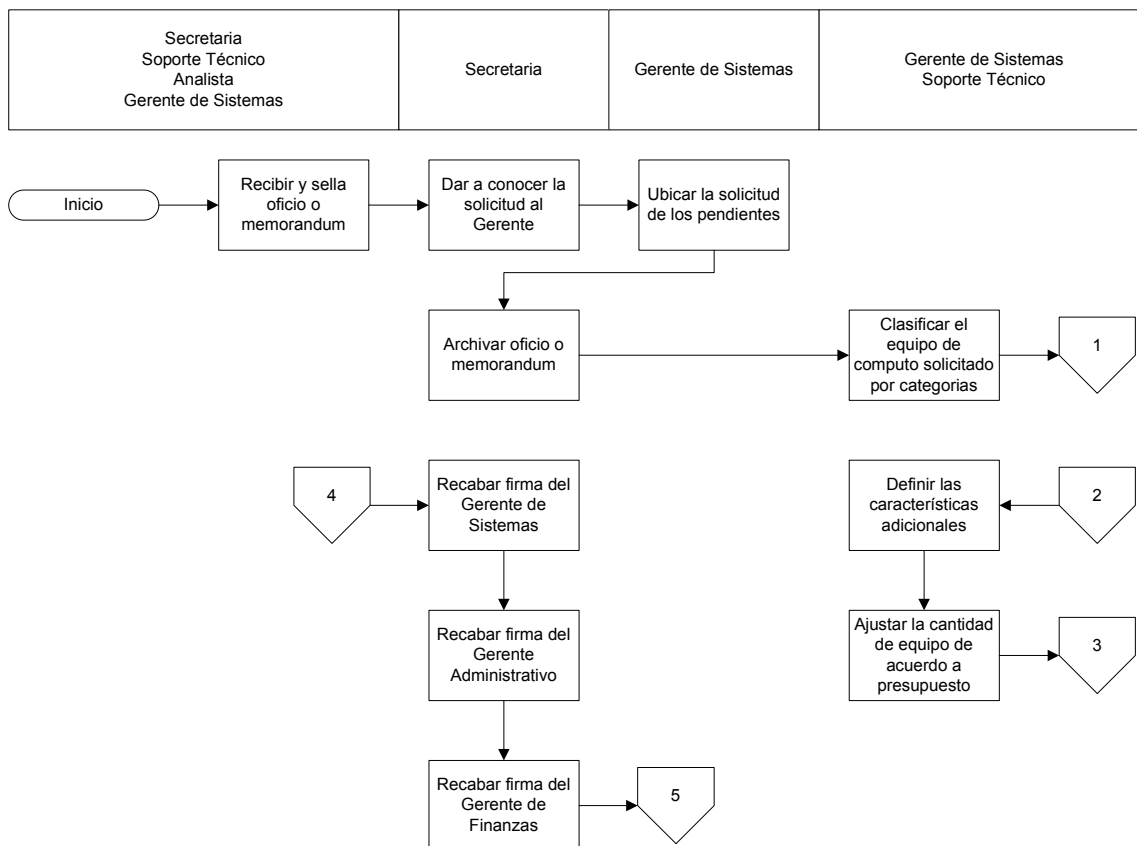 Secretaria
Soporte Técnico
Analista
Gerente de Sistemas
Secretaria
Gerente de Sistemas
Gerente de Sistemas
Soporte Técnico
Inicio
Recibir y sella
oficio o
memorandum
Dar a conocer la
solicitud al
Gerente
Ubicar la solicitud
de los pendientes
Archivar oficio o
memorandum
Clasificar el
equipo de
computo solicitado
por categorias
1
4
Recabar firma del
Gerente de
Sistemas
Definir las
características
adicionales
2
Recabar firma del
Gerente
Administrativo
Ajustar la cantidad
de equipo de
acuerdo a
presupuesto
3
Recabar firma del
Gerente de
Finanzas
5